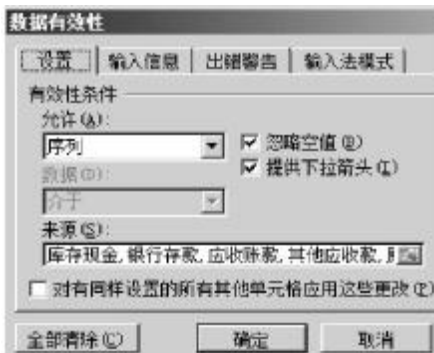 数据有效性
设置 输入信息 出错警告 输入法模式
有效性条件
允许(A):
序列
忽略空值(B)
数据(D):
提供下拉箭头(I)
介于
来源(S):
库存现金,银行存款,应收账款,其他应收款,
对有同样设置的所有其他单元格应用这些更改(P)
全部清除(C) 确定 取消